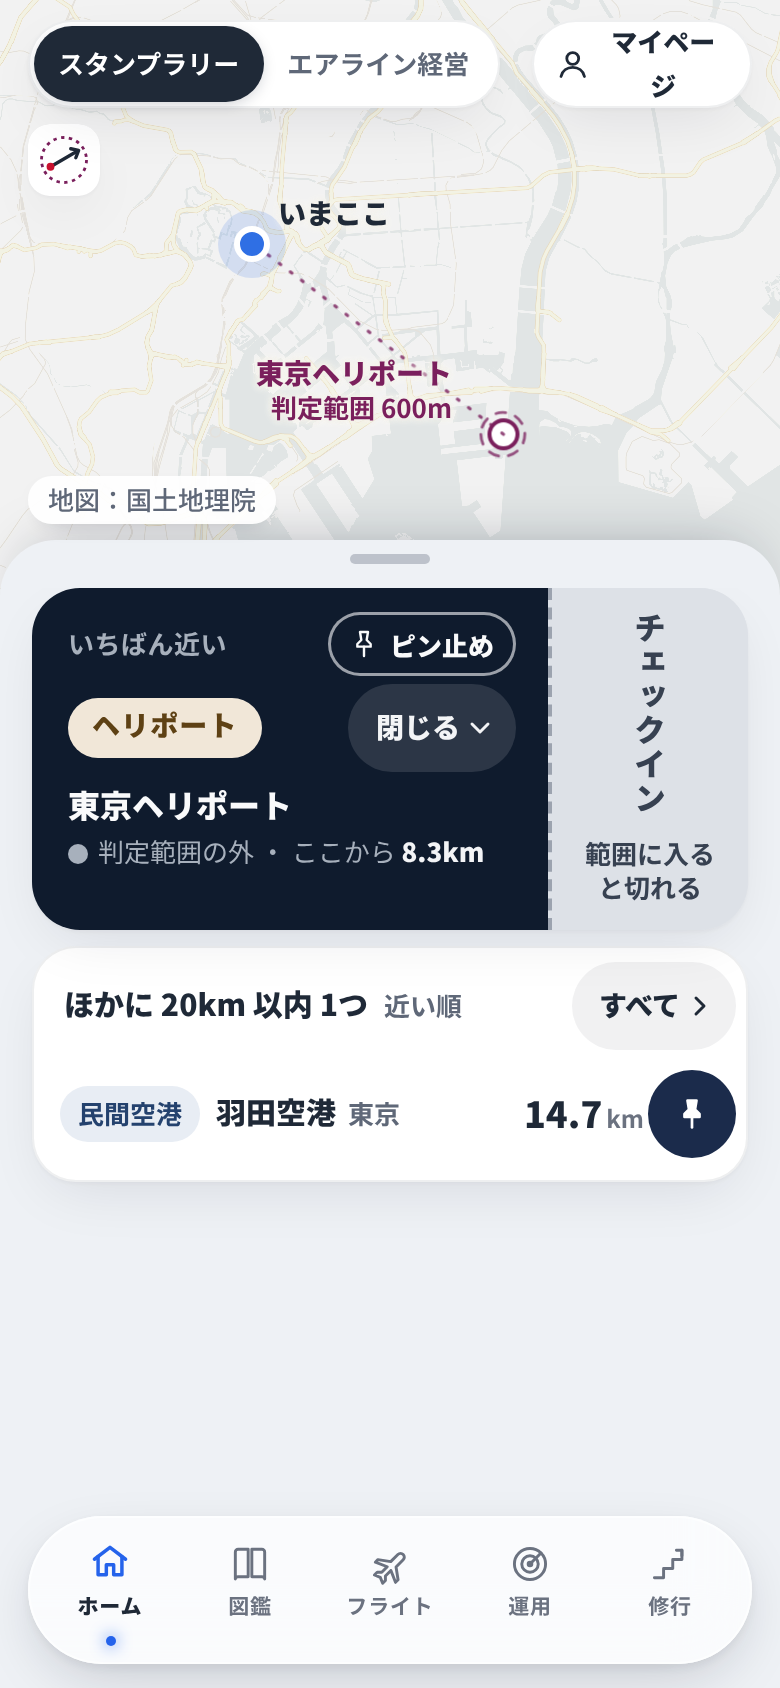 スタンプラリー
エアライン経営
マイペー
ジ
いまここ
東京ヘリポート
判定範囲 600m
地図：国土地理院
いちばん近い
ピン止め
ヘリポート
閉じる
東京ヘリポート
判定範囲の外 ・ ここから 8.3km
チェックイン
範囲に入る
と切れる
ほかに 20km 以内 1つ 近い順
すべて
民間空港 羽田空港 東京 14.7 km
ホーム
図鑑
フライト
運用
修行